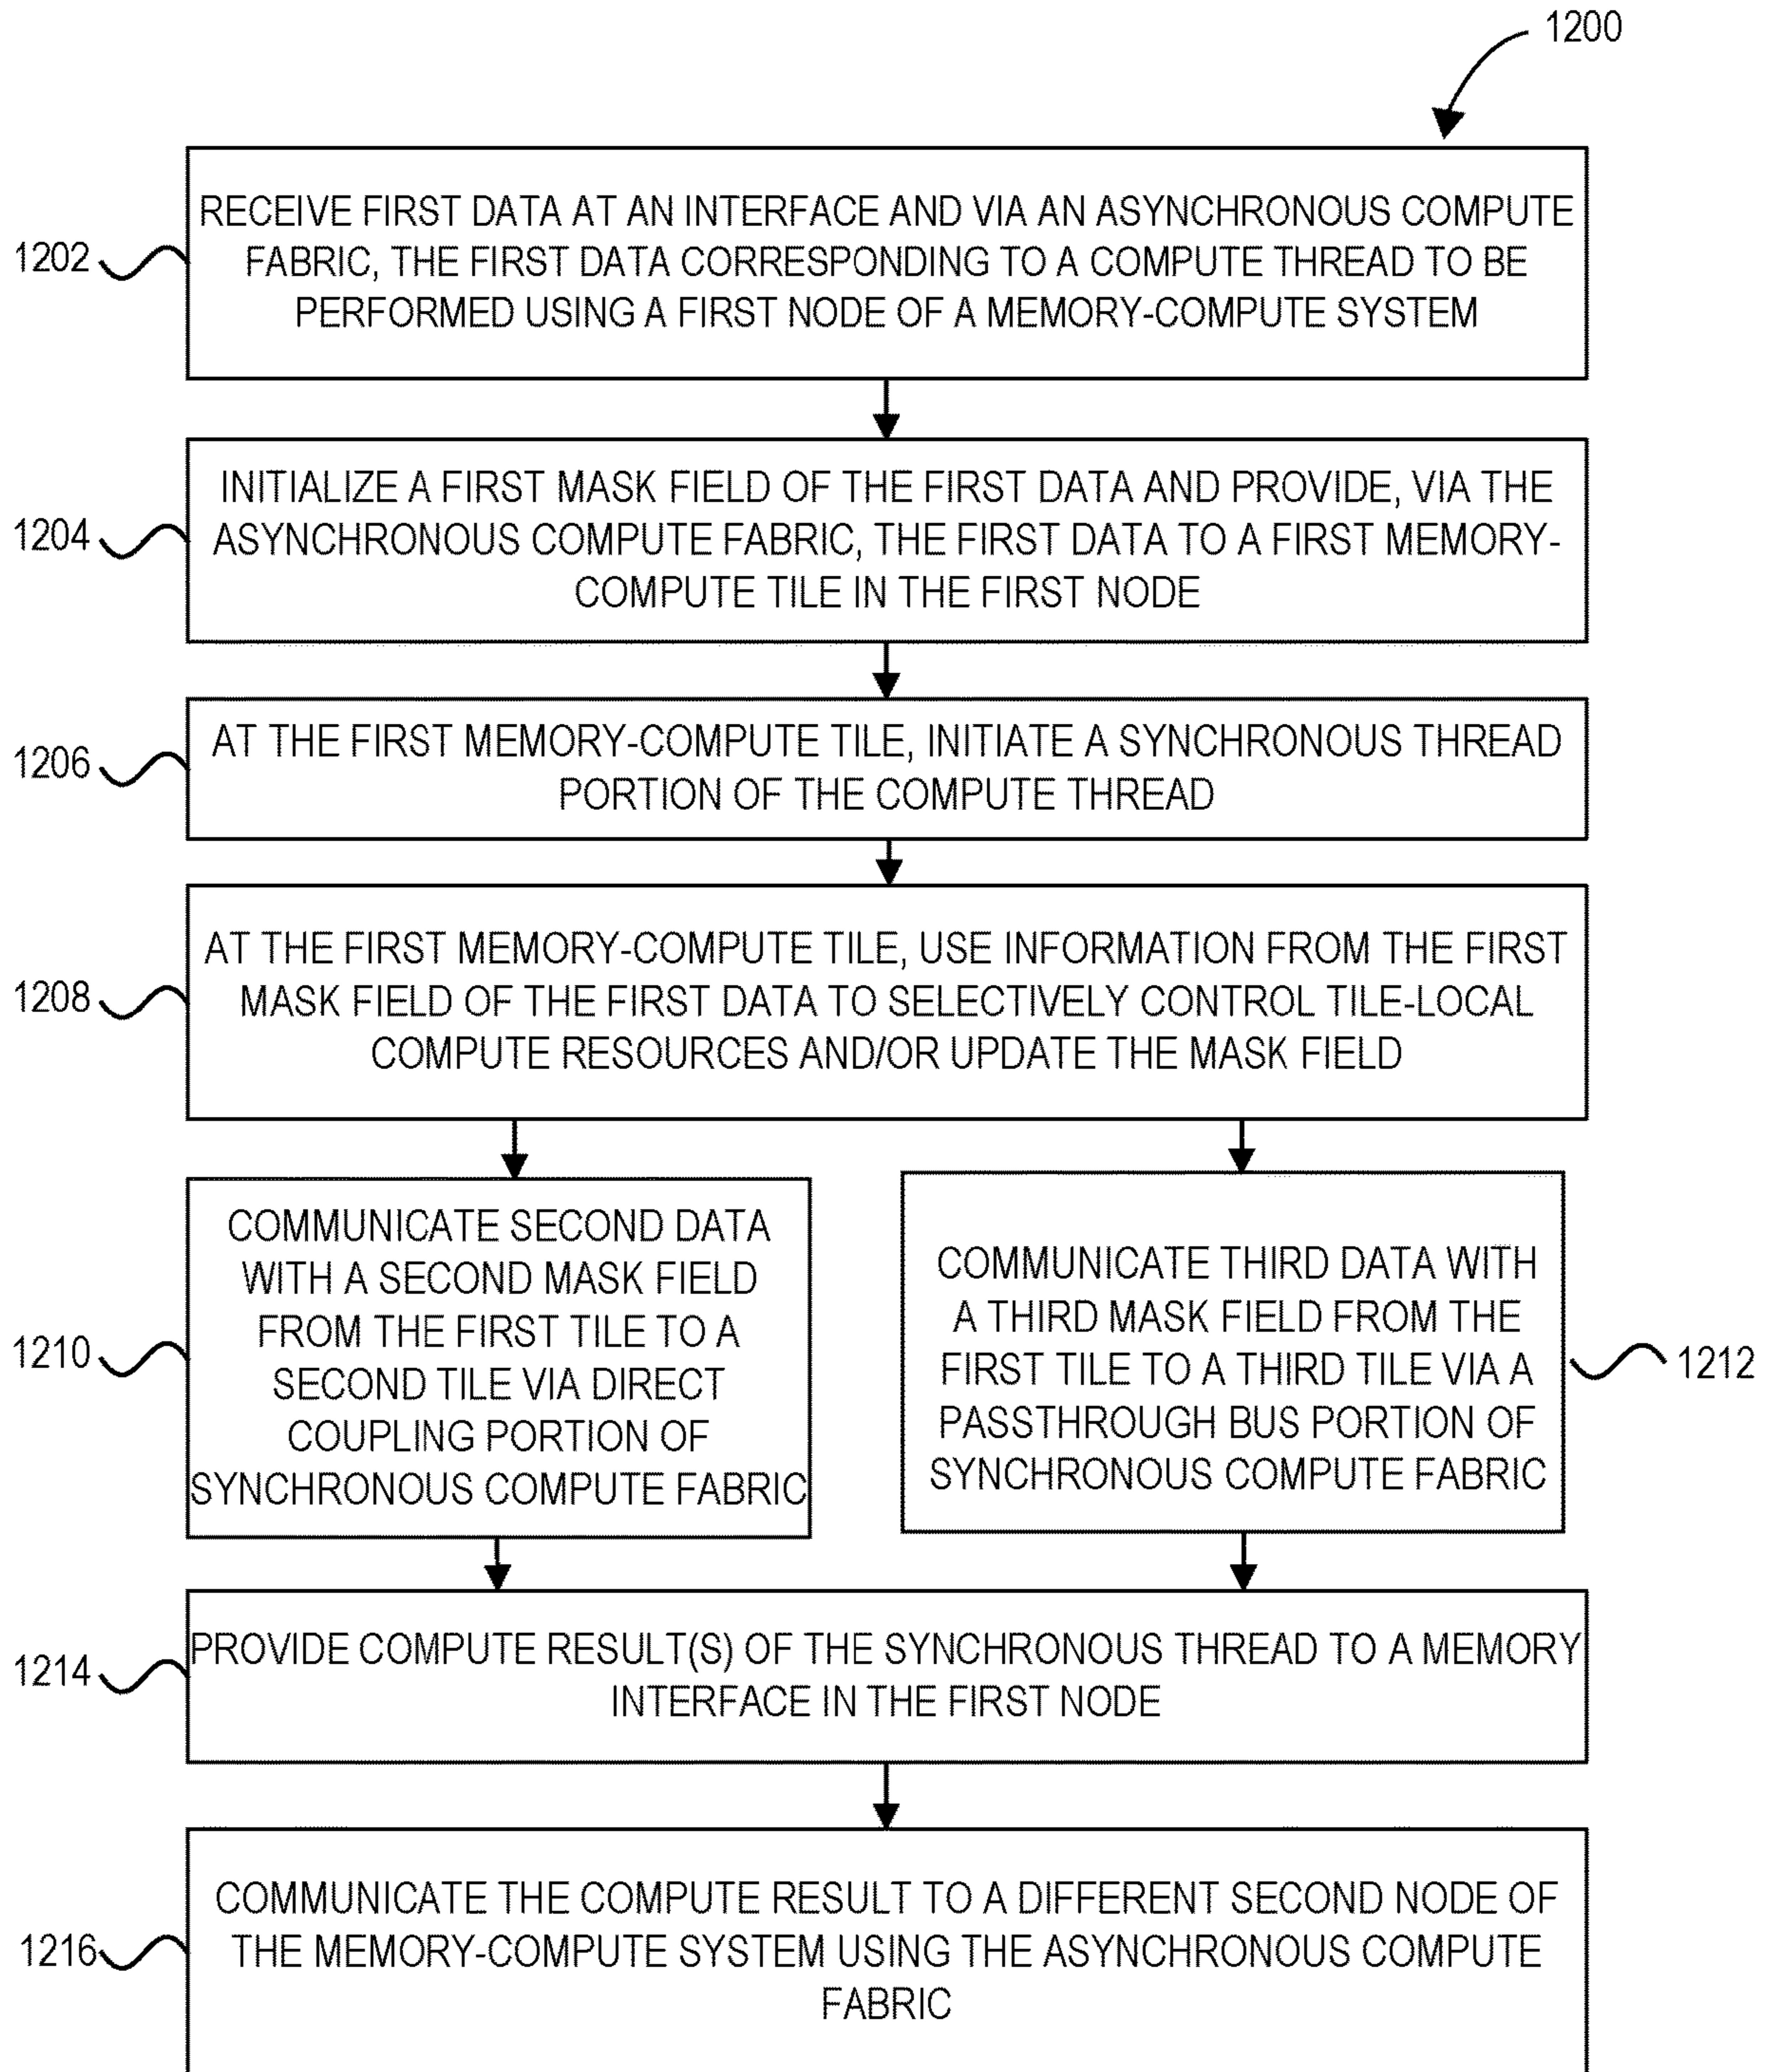 1200
1202
RECEIVE FIRST DATA AT AN INTERFACE AND VIA AN ASYNCHRONOUS COMPUTE
FABRIC, THE FIRST DATA CORRESPONDING TO A COMPUTE THREAD TO BE
PERFORMED USING A FIRST NODE OF A MEMORY-COMPUTE SYSTEM
1204
INITIALIZE A FIRST MASK FIELD OF THE FIRST DATA AND PROVIDE, VIA THE
ASYNCHRONOUS COMPUTE FABRIC, THE FIRST DATA TO A FIRST MEMORY-
COMPUTE TILE IN THE FIRST NODE
1206
AT THE FIRST MEMORY-COMPUTE TILE, INITIATE A SYNCHRONOUS THREAD
PORTION OF THE COMPUTE THREAD
1208
AT THE FIRST MEMORY-COMPUTE TILE, USE INFORMATION FROM THE FIRST
MASK FIELD OF THE FIRST DATA TO SELECTIVELY CONTROL TILE-LOCAL
COMPUTE RESOURCES AND/OR UPDATE THE MASK FIELD
1210
COMMUNICATE SECOND DATA
WITH A SECOND MASK FIELD
FROM THE FIRST TILE TO A
SECOND TILE VIA DIRECT
COUPLING PORTION OF
SYNCHRONOUS COMPUTE FABRIC
COMMUNICATE THIRD DATA WITH
A THIRD MASK FIELD FROM THE
FIRST TILE TO A THIRD TILE VIA A
PASSTHROUGH BUS PORTION OF
SYNCHRONOUS COMPUTE FABRIC
1212
1214
PROVIDE COMPUTE RESULT(S) OF THE SYNCHRONOUS THREAD TO A MEMORY
INTERFACE IN THE FIRST NODE
1216
COMMUNICATE THE COMPUTE RESULT TO A DIFFERENT SECOND NODE OF
THE MEMORY-COMPUTE SYSTEM USING THE ASYNCHRONOUS COMPUTE
FABRIC